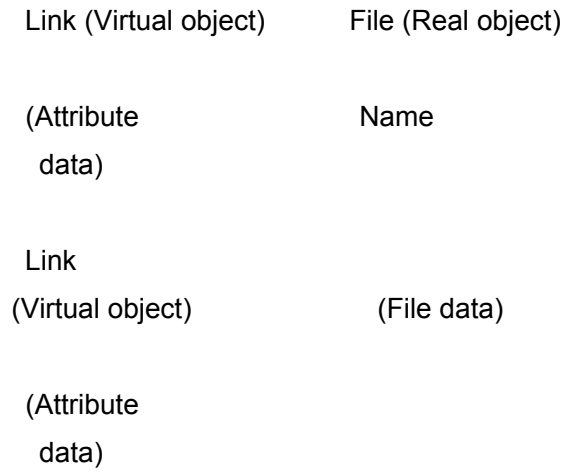 Link (Virtual object) File (Real object)
(Attribute Name
data)
Link
(Virtual object) (File data)
(Attribute
data)